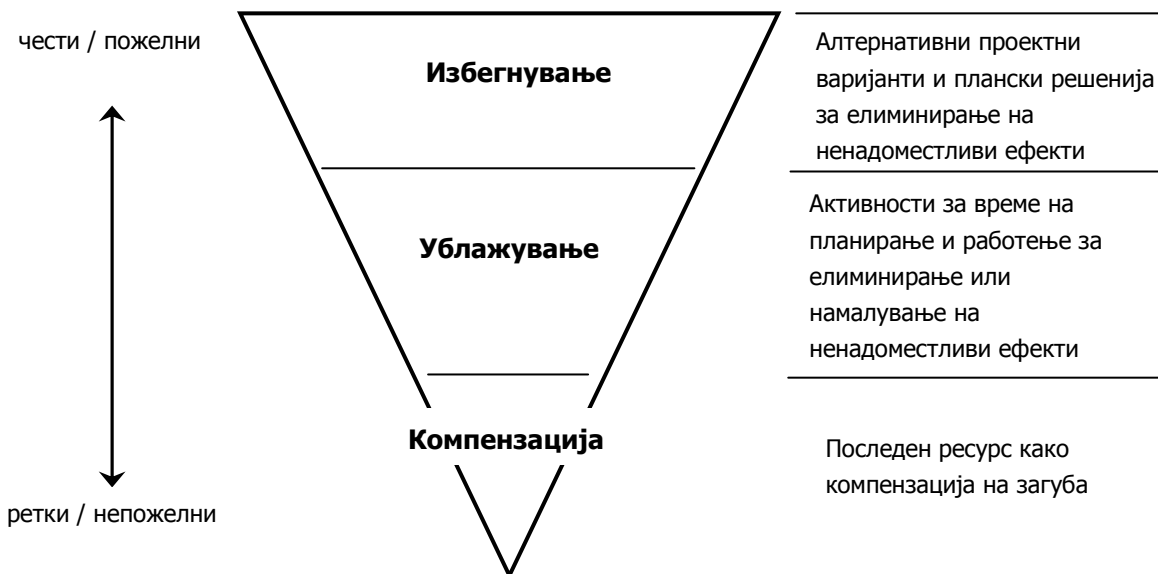 чести / пожелни
Избегнување
Алтернативни проектни
варијанти и плански решенија
за елиминирање на
ненадоместливи ефекти
Ублажување
Активности за време на
планирање и работење за
елиминирање или
намалување на
ненадоместливи ефекти
Компензација
Последен ресурс како
компензација на загуба
ретки / непожелни